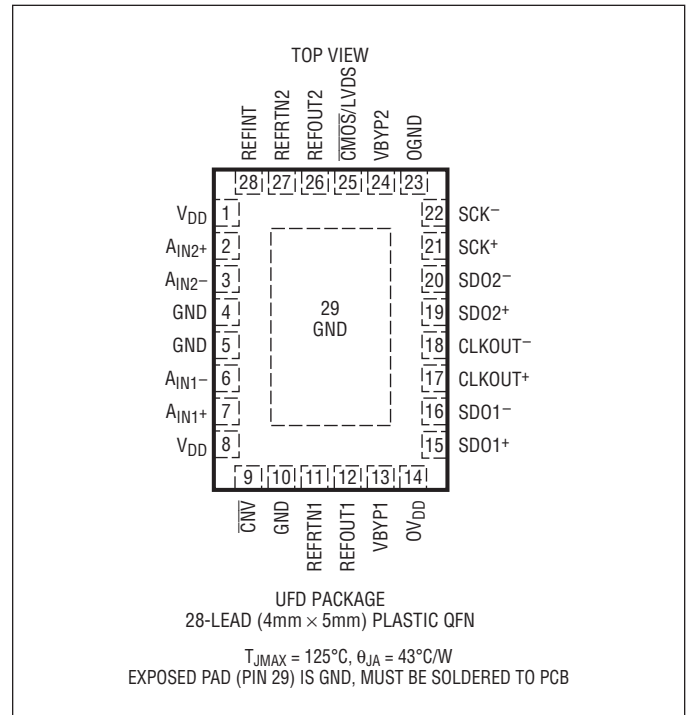 TOP VIEW
REFINT
REFRTN2
REFOUT2
CMOS/LVDS
VBYP2
OGND
28 27 26 25 24 23
VDD 1
AIN2+ 2
AIN2– 3
GND 4
GND 5
AIN1– 6
AIN1+ 7
VDD 8
29
GND
22 SCK–
21 SCK+
20 SDO2–
19 SDO2+
18 CLKOUT–
17 CLKOUT+
16 SDO1–
15 SDO1+
9 10 11 12 13 14
CNV
GND
REFRTN1
REFOUT1
VBYP1
OVDD
UFD PACKAGE
28-LEAD (4mm × 5mm) PLASTIC QFN
TJMAX = 125°C, θJA = 43°C/W
EXPOSED PAD (PIN 29) IS GND, MUST BE SOLDERED TO PCB